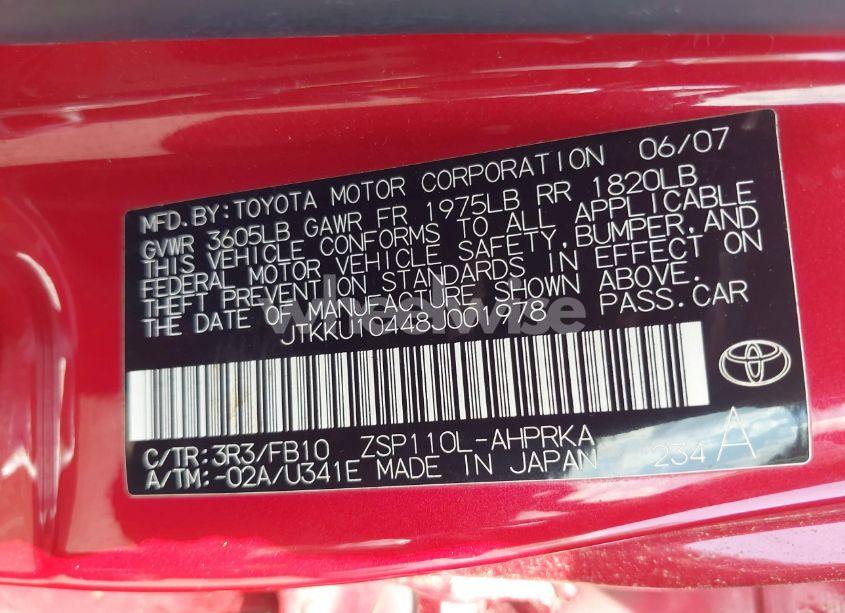 MFD.BY:TOYOTA MOTOR CORPORATION 06/07
GVWR 3605LB GAWR FR 1975LB RR 1820LB
THIS VEHICLE CONFORMS TO ALL APPLICABLE
FEDERAL MOTOR VEHICLE SAFETY,BUMPER,AND
THEFT PREVENTION STANDARDS IN EFFECT ON
THE DATE OF MANUFACTURE SHOWN ABOVE.
JTKKU10448J001978 PASS.CAR
wheelwise
C/TR:3R3/FB10 ZSP110L-AHPRKA
A/TM:-02A/U341E MADE IN JAPAN 234 A